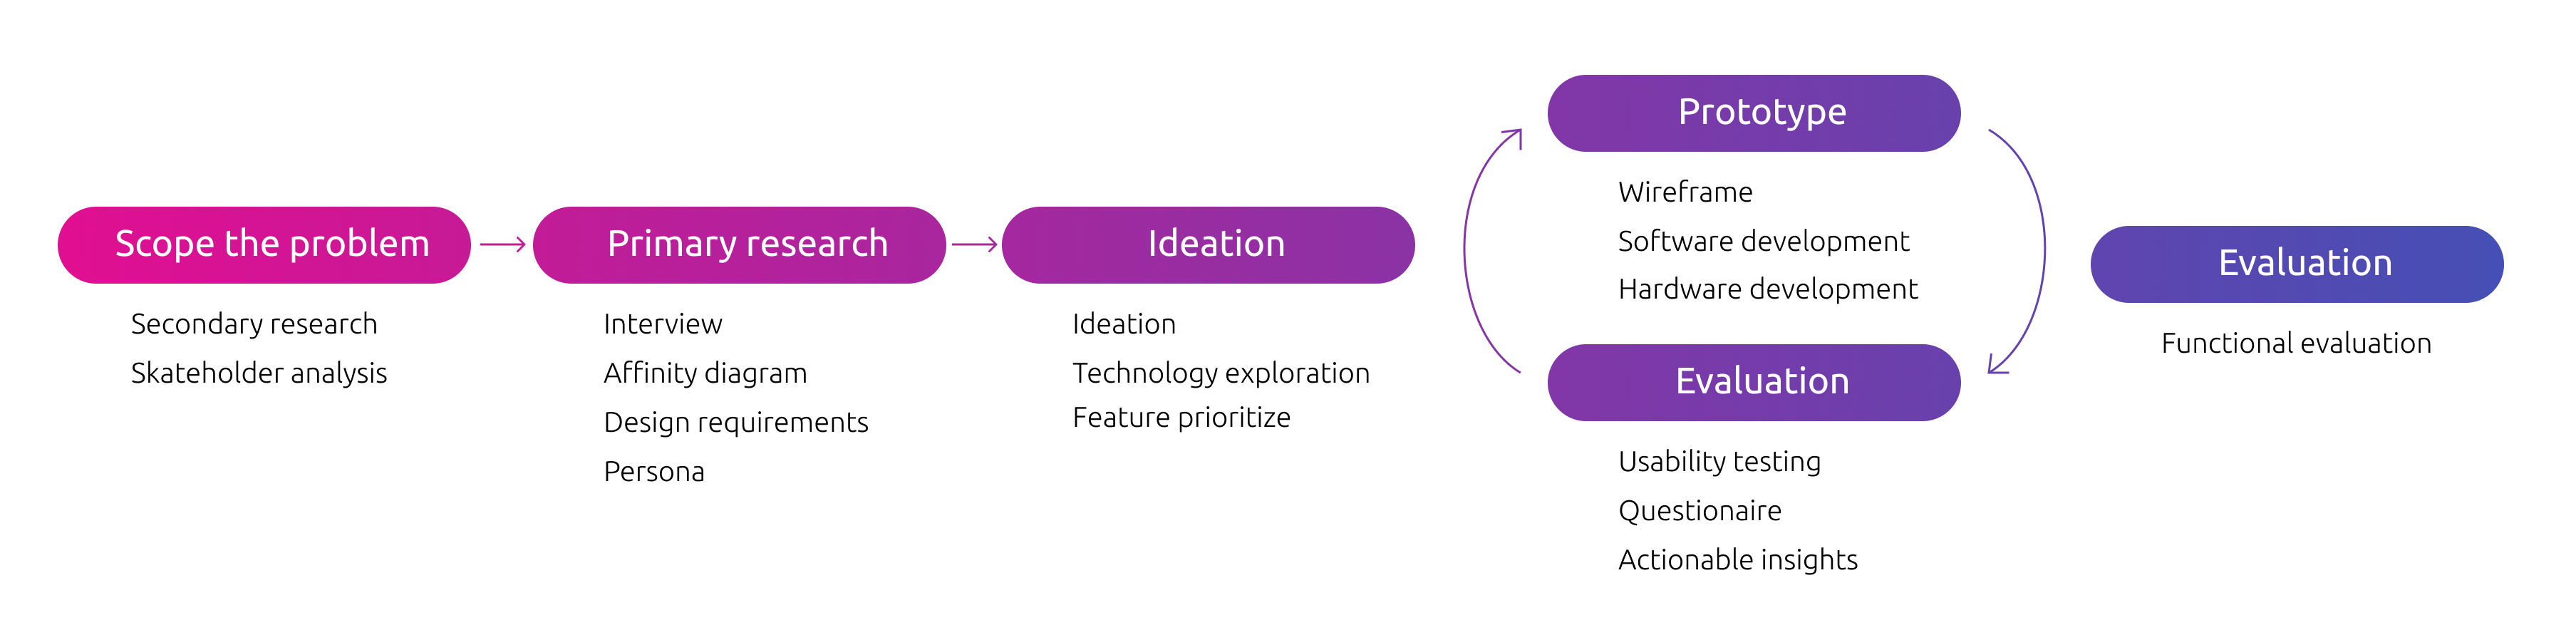 Scope the problem
Secondary research
Skateholder analysis
Primary research
Interview
Affinity diagram
Design requirements
Persona
Ideation
Ideation
Technology exploration
Feature prioritize
Prototype
Wireframe
Software development
Hardware development
Evaluation
Usability testing
Questionaire
Actionable insights
Evaluation
Functional evaluation